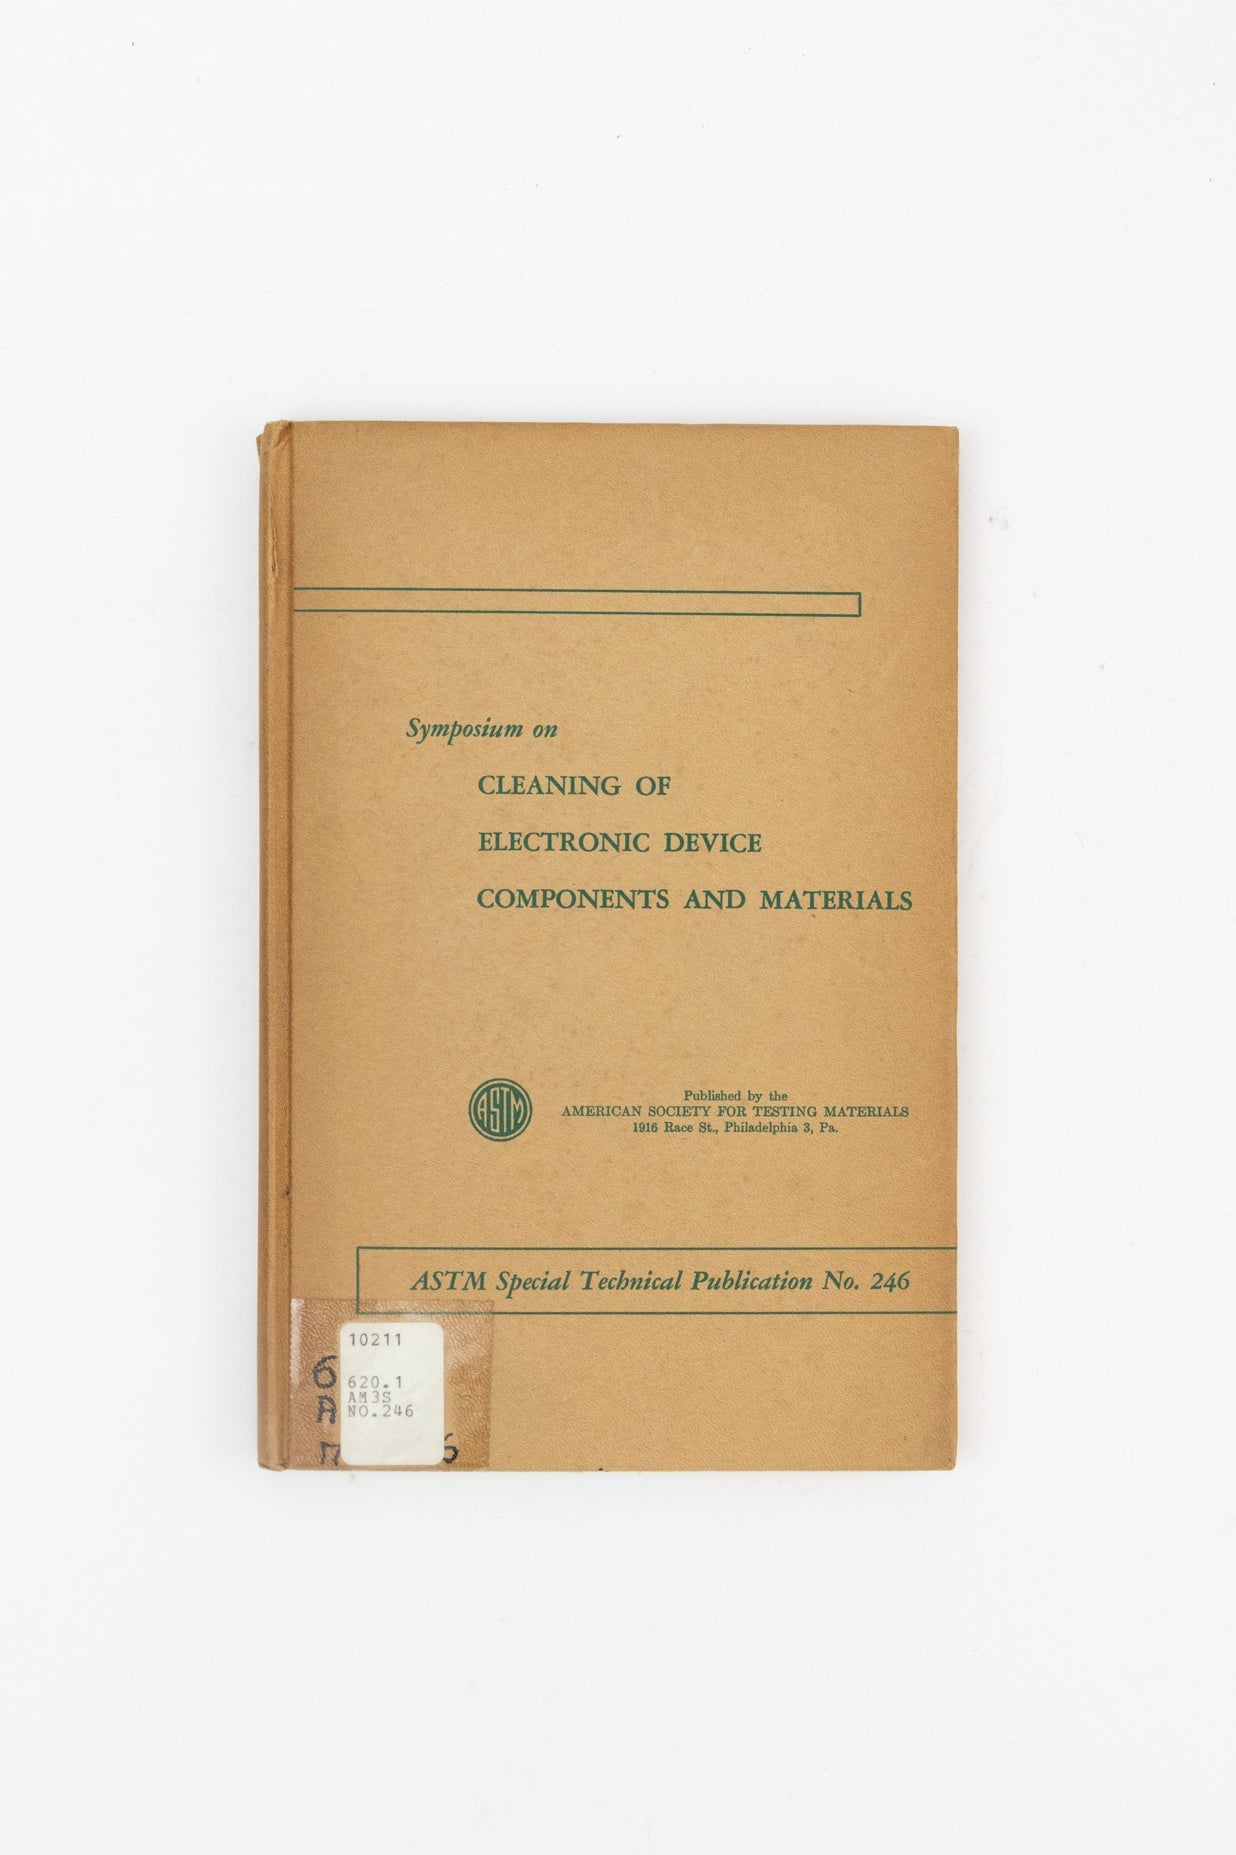 Symposium on
CLEANING OF
ELECTRONIC DEVICE
COMPONENTS AND MATERIALS
ASTM
Published by the
AMERICAN SOCIETY FOR TESTING MATERIALS
1916 Race St., Philadelphia 3, Pa.
ASTM Special Technical Publication No. 246
10211
620.1
AM3S
NO.246